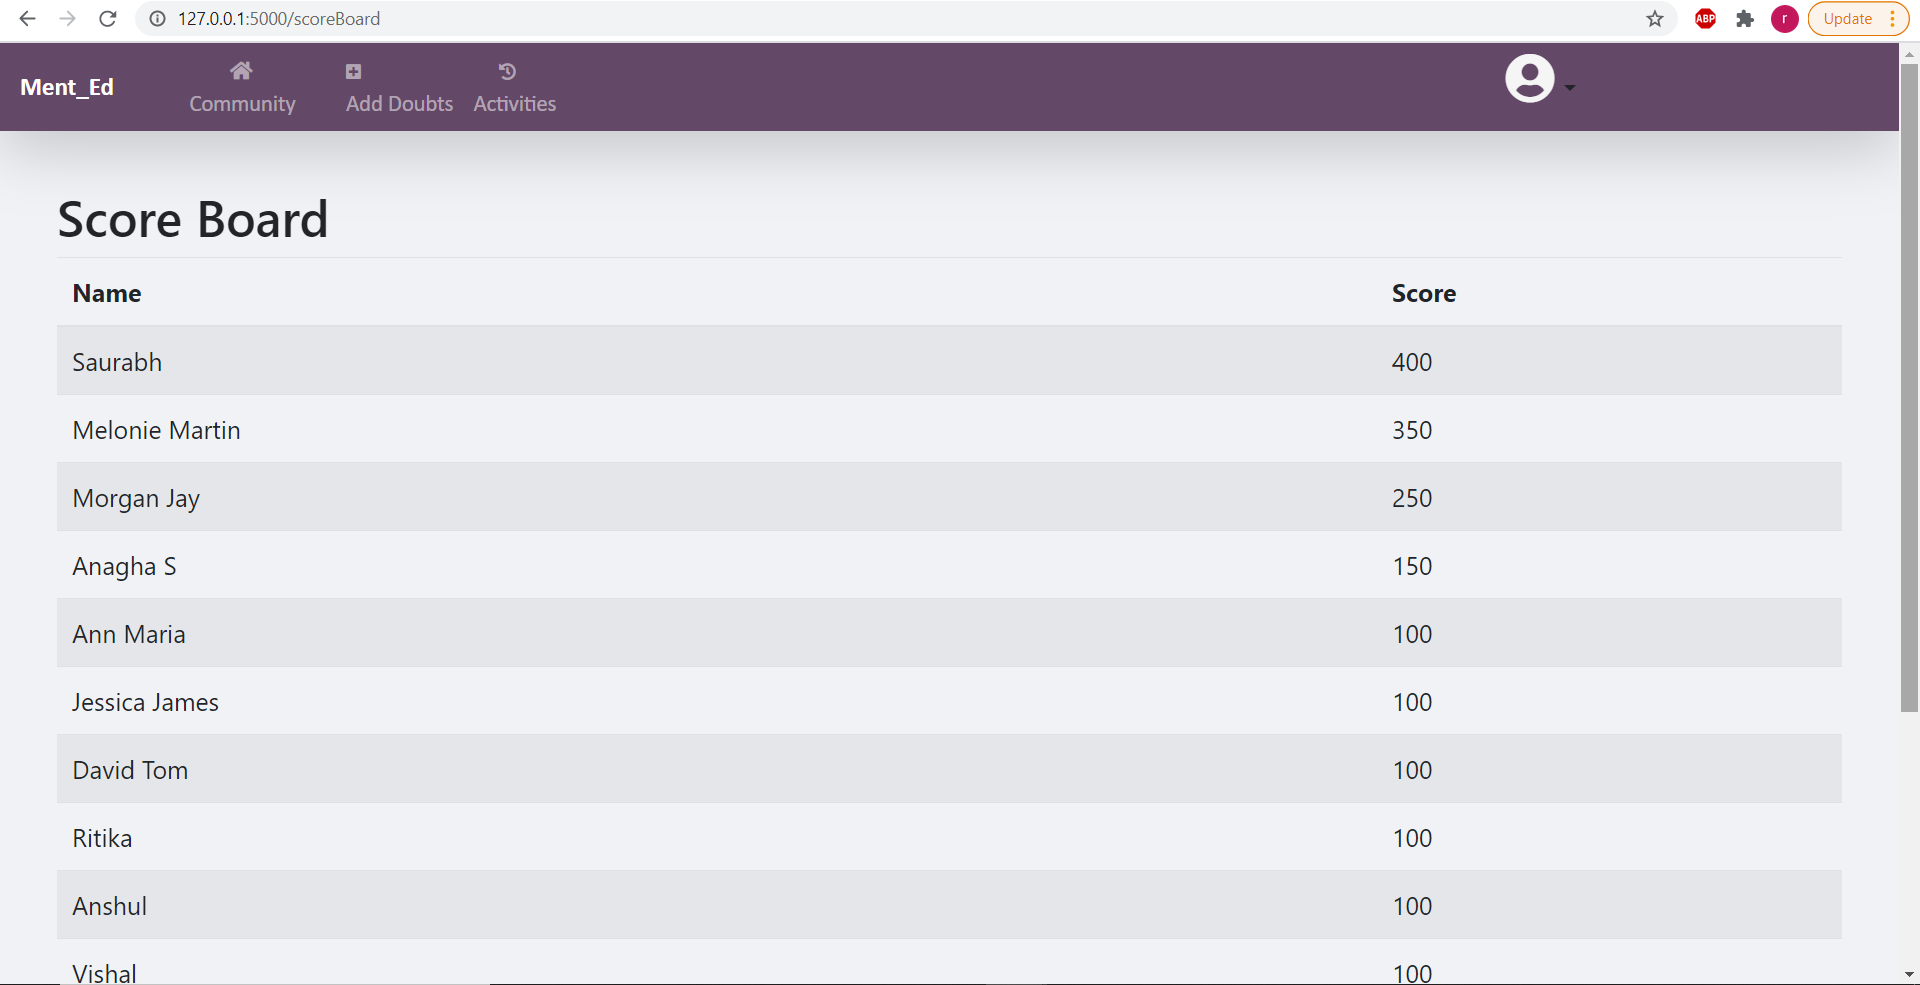 127.0.0.1:5000/scoreBoard
ABP
r
Update
Ment_Ed
Community
Add Doubts
Activities
Score Board
Name Score
Saurabh 400
Melonie Martin 350
Morgan Jay 250
Anagha S 150
Ann Maria 100
Jessica James 100
David Tom 100
Ritika 100
Anshul 100
Vishal 100